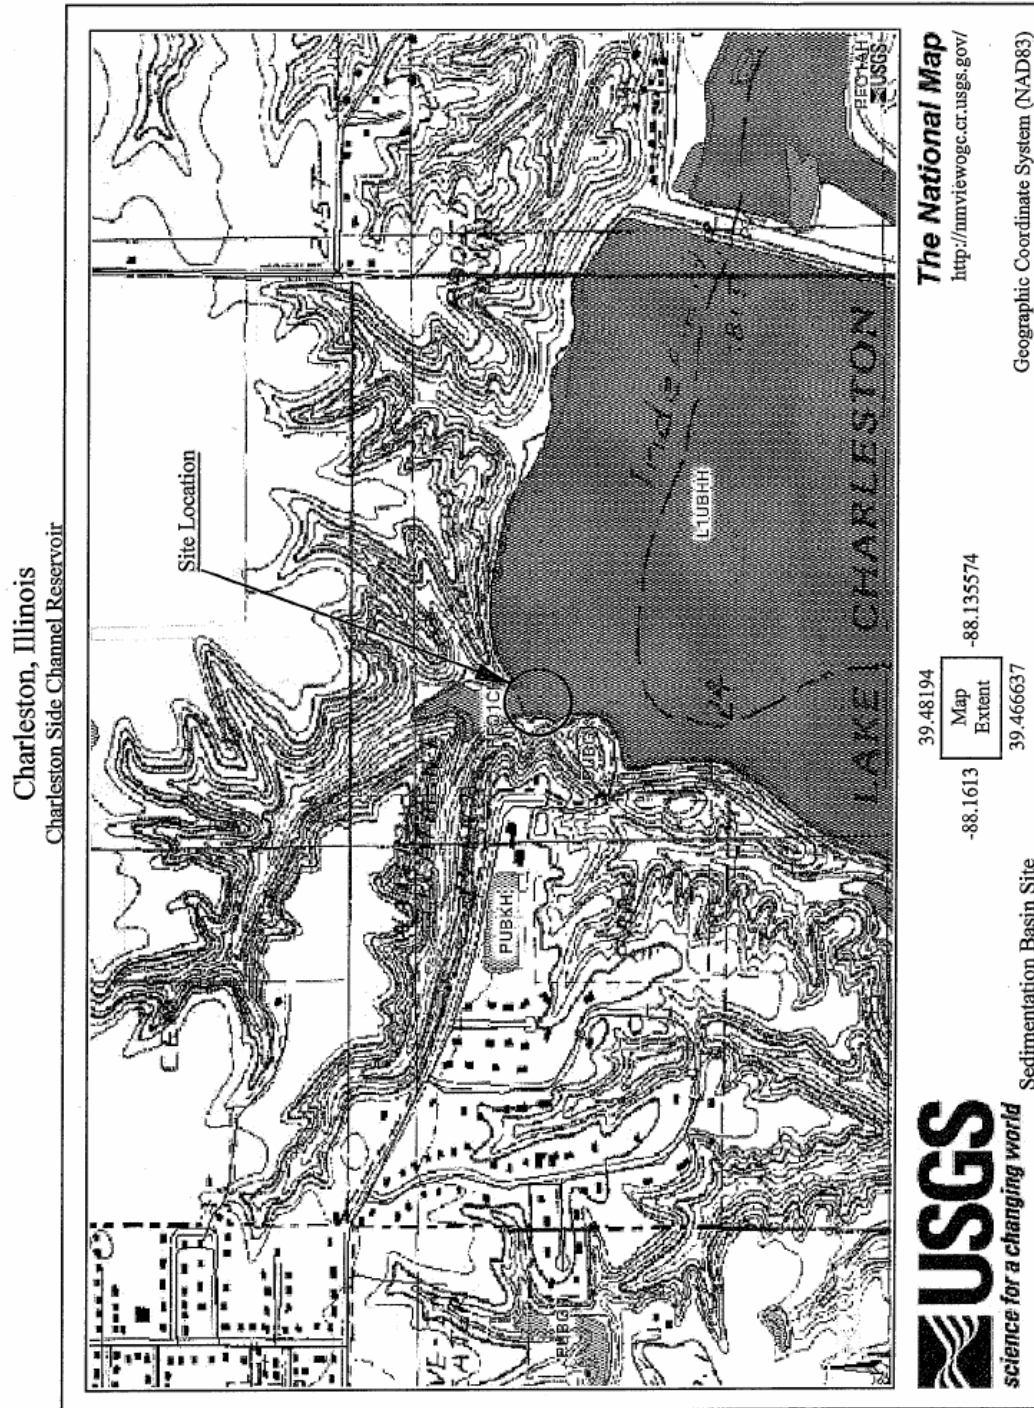 Charleston, Illinois
Charleston Side Channel Reservoir
Site Location
PUBKH
L1UBHH
LAKE CHARLESTON
USGS
USGS
science for a changing world
Sedimentation Basin Site
39.48194
-88.1613
Map
Extent
-88.135574
39.466637
The National Map
http://nmviewogc.cr.usgs.gov/
Geographic Coordinate System (NAD83)